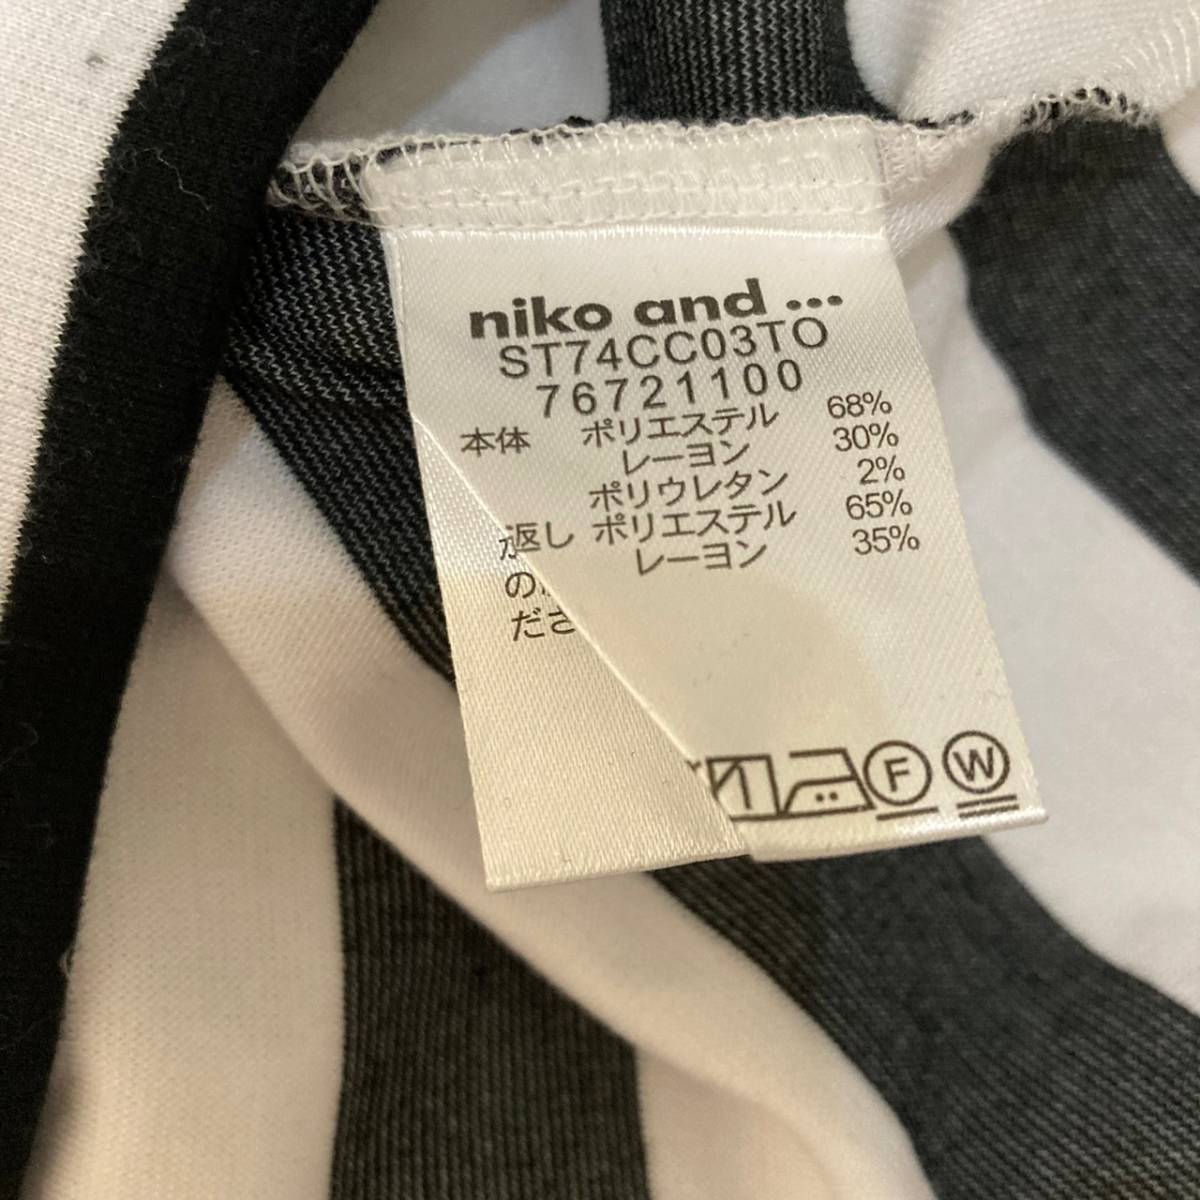 niko and ...
ST74CC03TO
76721100
本体 ポリエステル 68%
レーヨン 30%
ポリウレタン 2%
返し ポリエステル 65%
レーヨン 35%
の
ださ
F W